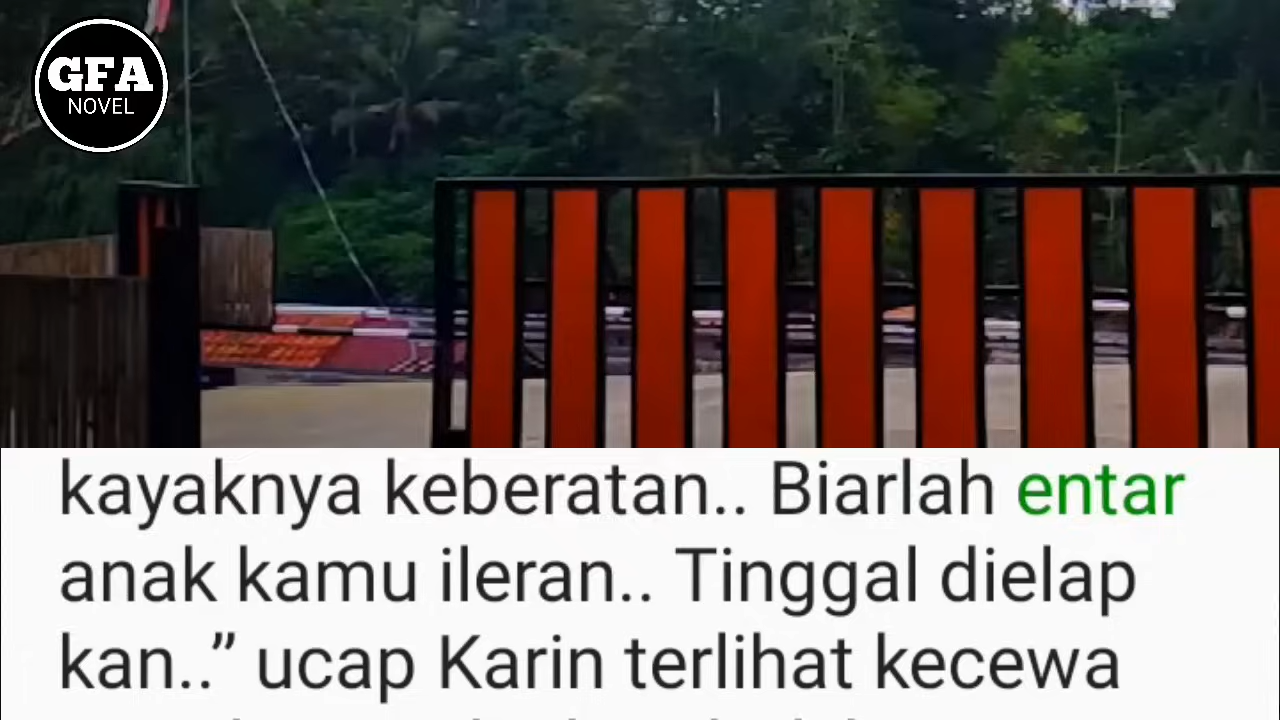 GFA
NOVEL
kayaknya keberatan.. Biarlah entar
anak kamu ileran.. Tinggal dielap
kan..” ucap Karin terlihat kecewa